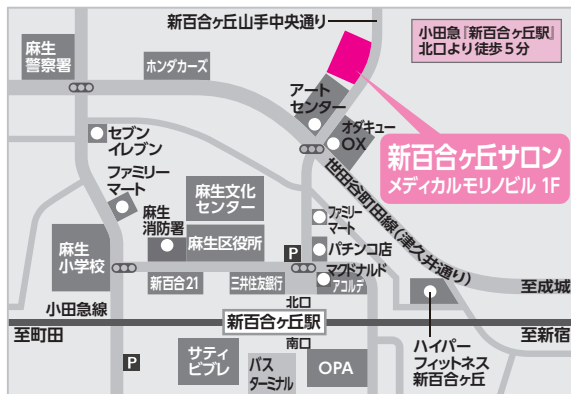 新百合ヶ丘山手中央通り
小田急『新百合ヶ丘駅』
北口より徒歩5分
麻生
警察署
ホンダカーズ
アート
センター
オダキュー
OX
新百合ヶ丘サロン
メディカルモリノビル 1F
セブン
イレブン
ファミリー
マート
麻生文化
センター
世田谷町田線(津久井通り)
麻生
消防署
麻生区役所
ファミリー
マート
パチンコ店
麻生
小学校
P
マクドナルド
アコルデ
新百合21
三井住友銀行
北口
至成城
小田急線
新百合ヶ丘駅
至町田
至新宿
南口
P
サティ
ビブレ
バス
ターミナル
OPA
ハイパー
フィットネス
新百合ヶ丘